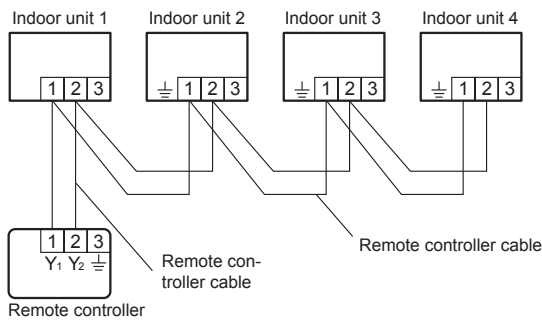 Indoor unit 1 Indoor unit 2 Indoor unit 3 Indoor unit 4
1 2 3 1 2 3 1 2 3 1 2 3
1 2 3
Y1 Y2
Remote controller cable
Remote con-
troller cable
Remote controller